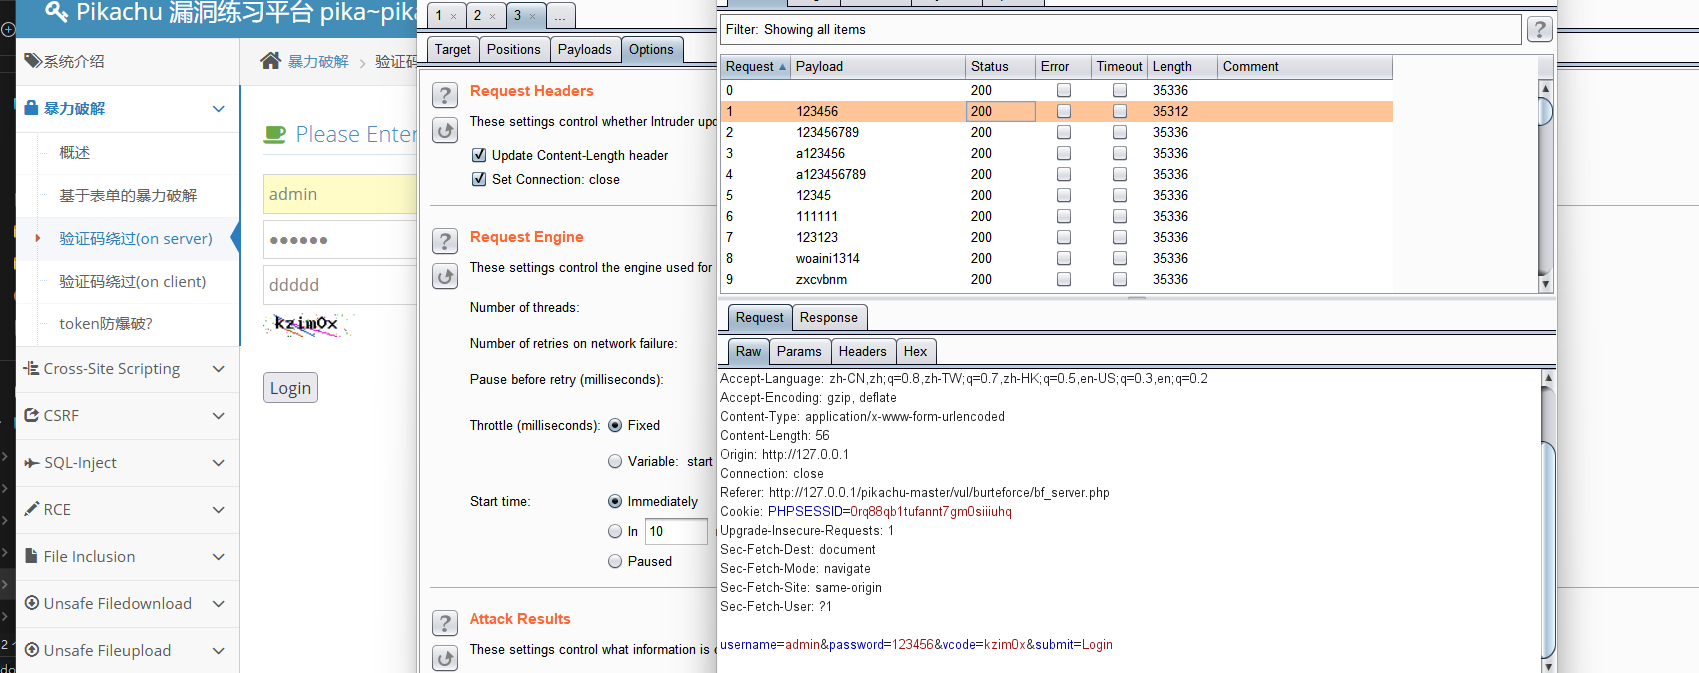 Pikachu 漏洞练习平台 pika~pika
系统介绍
暴力破解
概述
基于表单的暴力破解
验证码绕过(on server)
验证码绕过(on client)
token防爆破?
Cross-Site Scripting
CSRF
SQL-Inject
RCE
File Inclusion
Unsafe Filedownload
Unsafe Fileupload
暴力破解 > 验证码
Please Enter
admin
••••••
ddddd
kzim0x
Login
1 × 2 × 3 × ...
Target Positions Payloads Options
Request Headers
These settings control whether Intruder
Update Content-Length header
Set Connection: close
Request Engine
These settings control the engine used for
Number of threads:
Number of retries on network failure:
Pause before retry (milliseconds):
Throttle (milliseconds): Fixed
Variable: start
Start time: Immediately
In 10
Paused
Attack Results
These settings control what information is
Filter: Showing all items
?
Request Payload Status Error Timeout Length Comment
0 200 35336
1 123456 200 35312
2 123456789 200 35336
3 a123456 200 35336
4 a123456789 200 35336
5 12345 200 35336
6 111111 200 35336
7 123123 200 35336
8 woaini1314 200 35336
9 zxcvbnm 200 35336
Request Response
Raw Params Headers Hex
Accept-Language: zh-CN,zh;q=0.8,zh-TW;q=0.7,zh-HK;q=0.5,en-US;q=0.3,en;q=0.2
Accept-Encoding: gzip, deflate
Content-Type: application/x-www-form-urlencoded
Content-Length: 56
Origin: http://127.0.0.1
Connection: close
Referer: http://127.0.0.1/pikachu-master/vul/burteforce/bf_server.php
Cookie: PHPSESSID=0rq88qb1tufannt7gm0siiiuhq
Upgrade-Insecure-Requests: 1
Sec-Fetch-Dest: document
Sec-Fetch-Mode: navigate
Sec-Fetch-Site: same-origin
Sec-Fetch-User: ?1
username=admin&password=123456&vcode=kzim0x&submit=Login